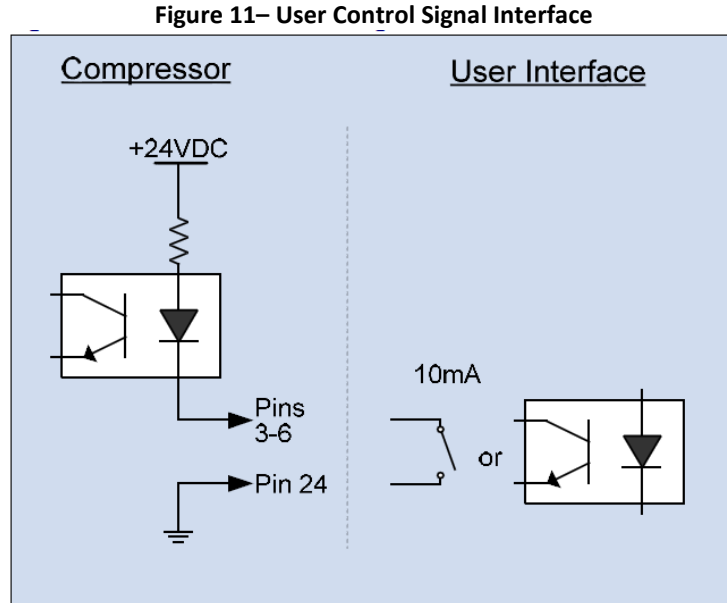 Figure 11– User Control Signal Interface
Compressor
User Interface
+24VDC
10mA
Pins
3-6
or
Pin 24